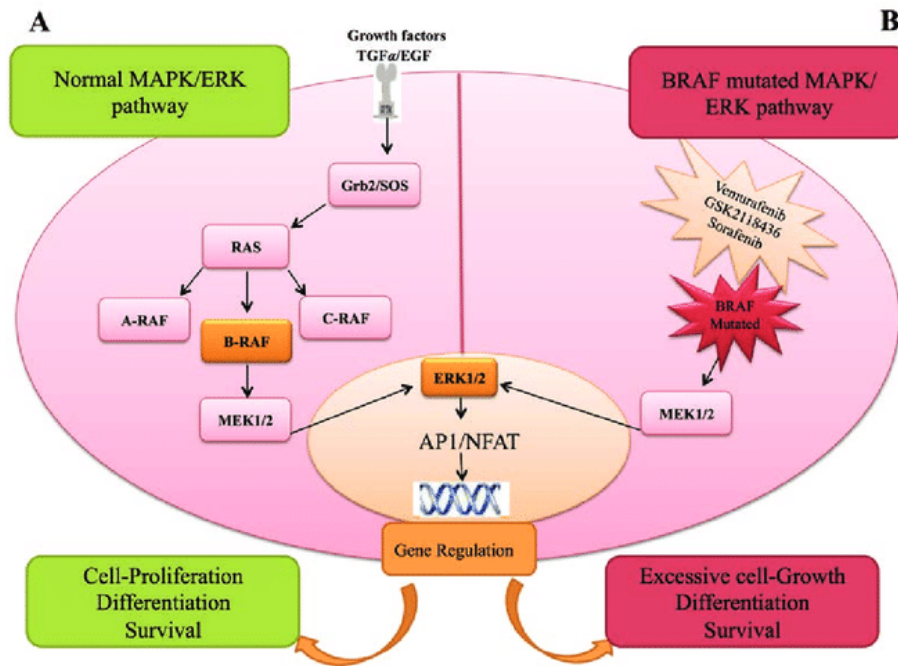 A
B
Normal MAPK/ERK
pathway
Growth factors
TGFα/EGF
BRAF mutated MAPK/
ERK pathway
Grb2/SOS
RAS
A-RAF
C-RAF
B-RAF
MEK1/2
Vemurafenib
GSK2118436
Sorafenib
BRAF
Mutated
MEK1/2
ERK1/2
AP1/NFAT
Gene Regulation
Cell-Proliferation
Differentiation
Survival
Excessive cell-Growth
Differentiation
Survival